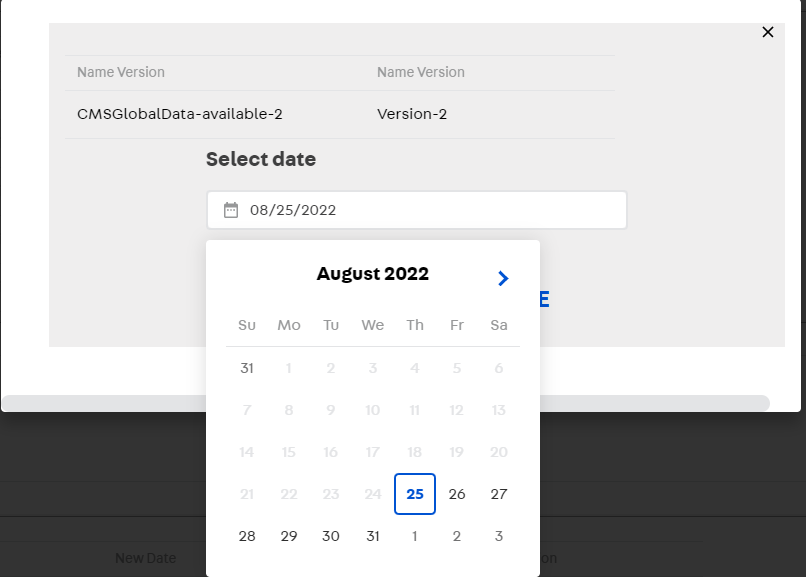 Name Version Name Version
CMSGlobalData-available-2 Version-2
Select date
08/25/2022
August 2022
E
Su Mo Tu We Th Fr Sa
31 1 2 3 4 5 6
7 8 9 10 11 12 13
14 15 16 17 18 19 20
21 22 23 24 25 26 27
28 29 30 31 1 2 3
New Date on